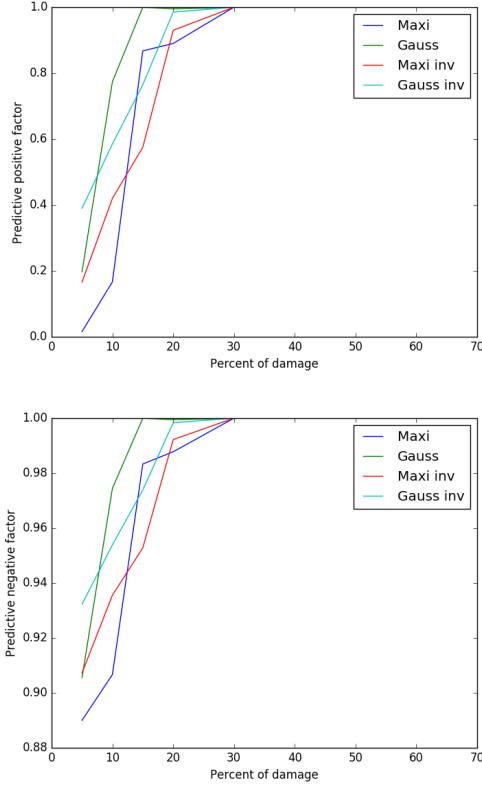 1.0
0.8
0.6
0.4
0.2
0.0
Predictive positive factor
Maxi
Gauss
Maxi inv
Gauss inv
0 10 20 30 40 50 60 70
Percent of damage
1.00
0.98
0.96
0.94
0.92
0.90
0.88
Predictive negative factor
Maxi
Gauss
Maxi inv
Gauss inv
0 10 20 30 40 50 60 70
Percent of damage